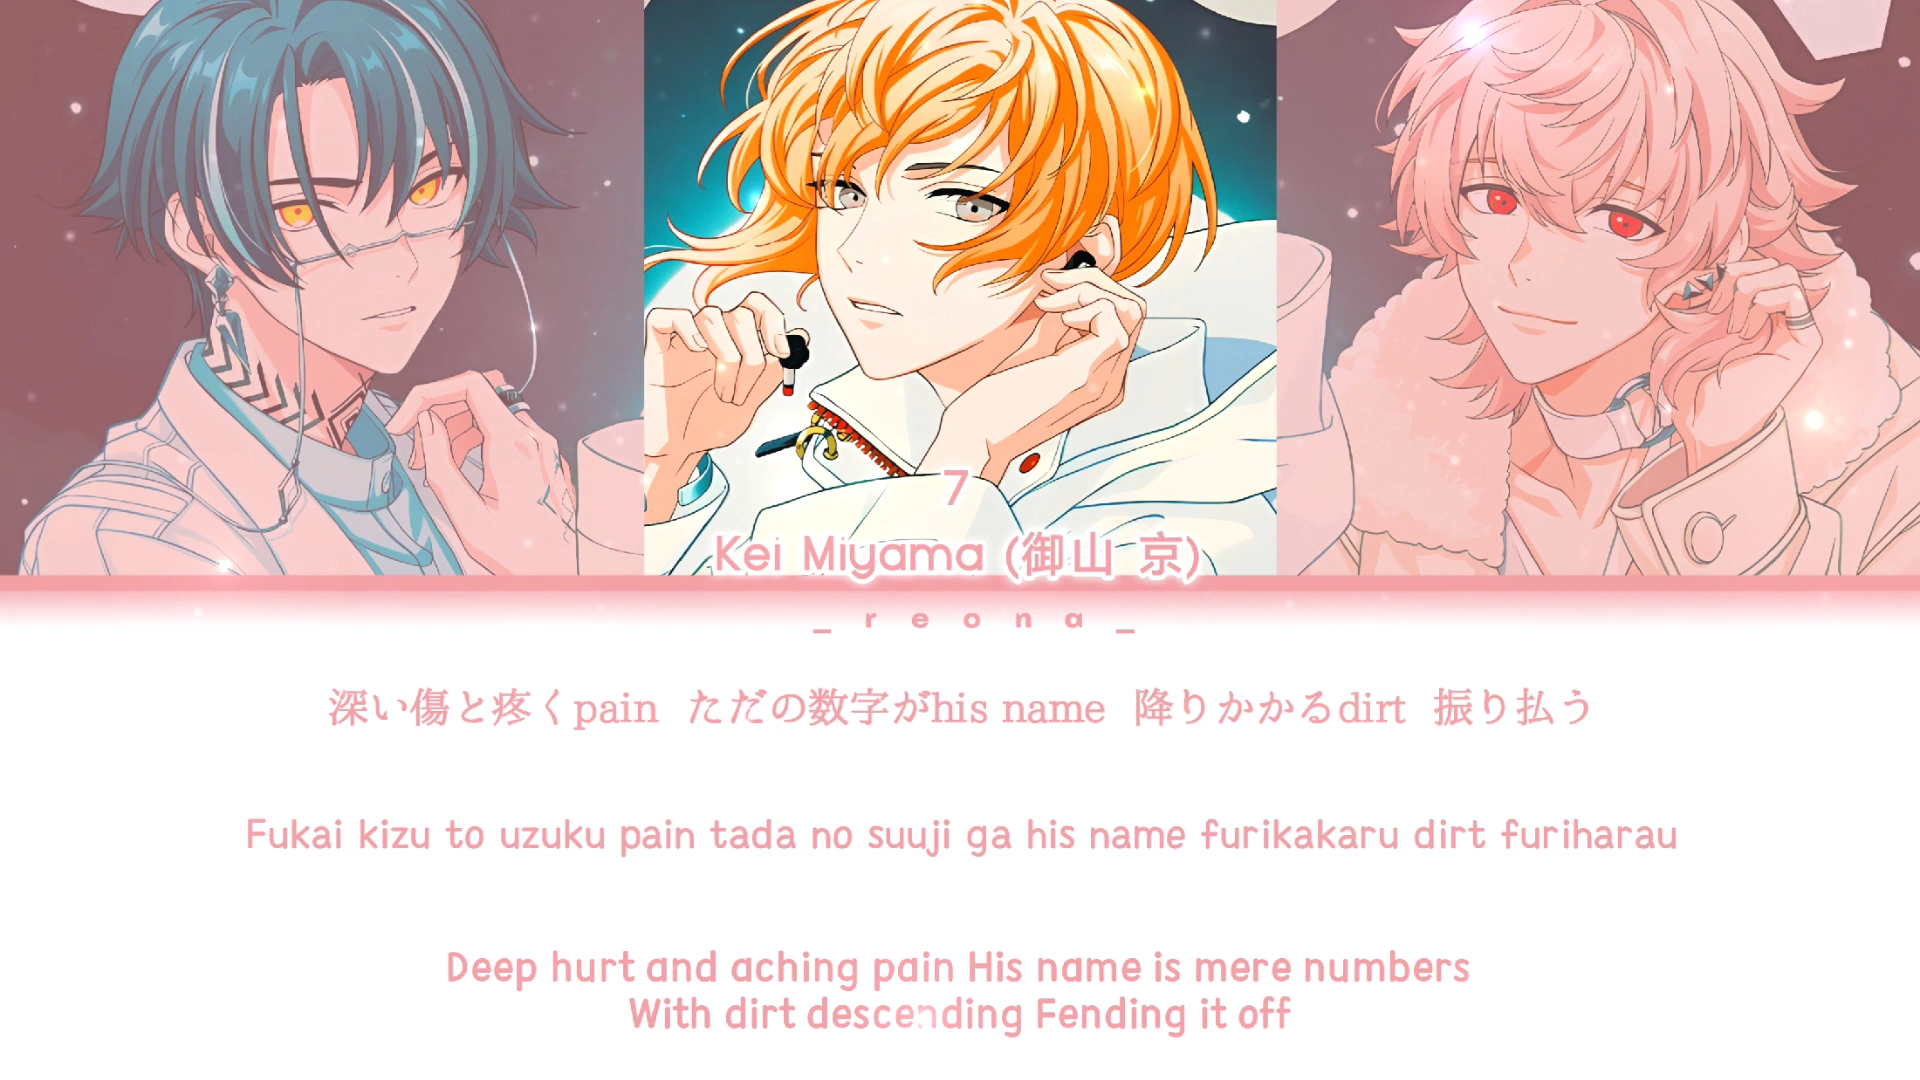 7
Kei Miyama (御山 京)
_ r e o n a _
深い傷と疼くpain ただの数字がhis name 降りかかるdirt 振り払う
Fukai kizu to uzuku pain tada no suuji ga his name furikakaru dirt furiharau
Deep hurt and aching pain His name is mere numbers
With dirt descending Fending it off